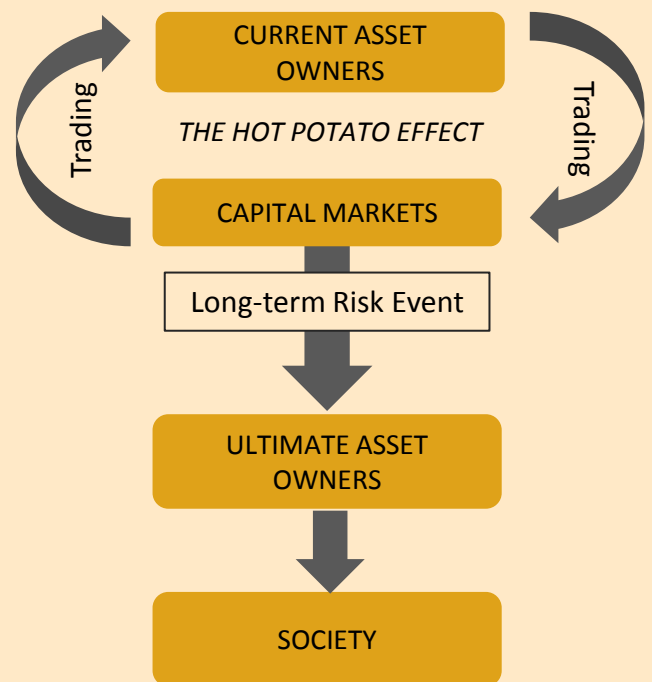 CURRENT ASSET
OWNERS
Trading
Trading
THE HOT POTATO EFFECT
CAPITAL MARKETS
Long-term Risk Event
ULTIMATE ASSET
OWNERS
SOCIETY